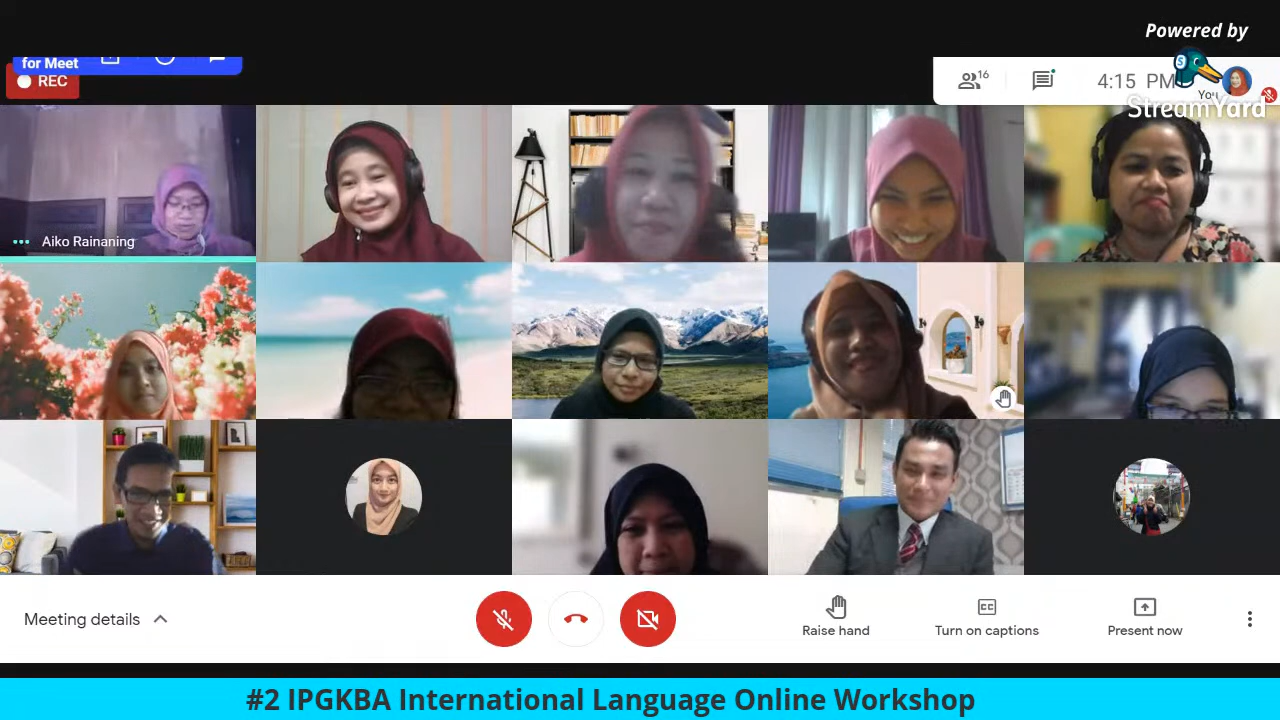 Powered by
for Meet
REC
16
4:15 PM
You
StreamYard
S
Aiko Rainaning
Meeting details
Raise hand
Turn on captions
Present now
#2 IPGKBA International Language Online Workshop